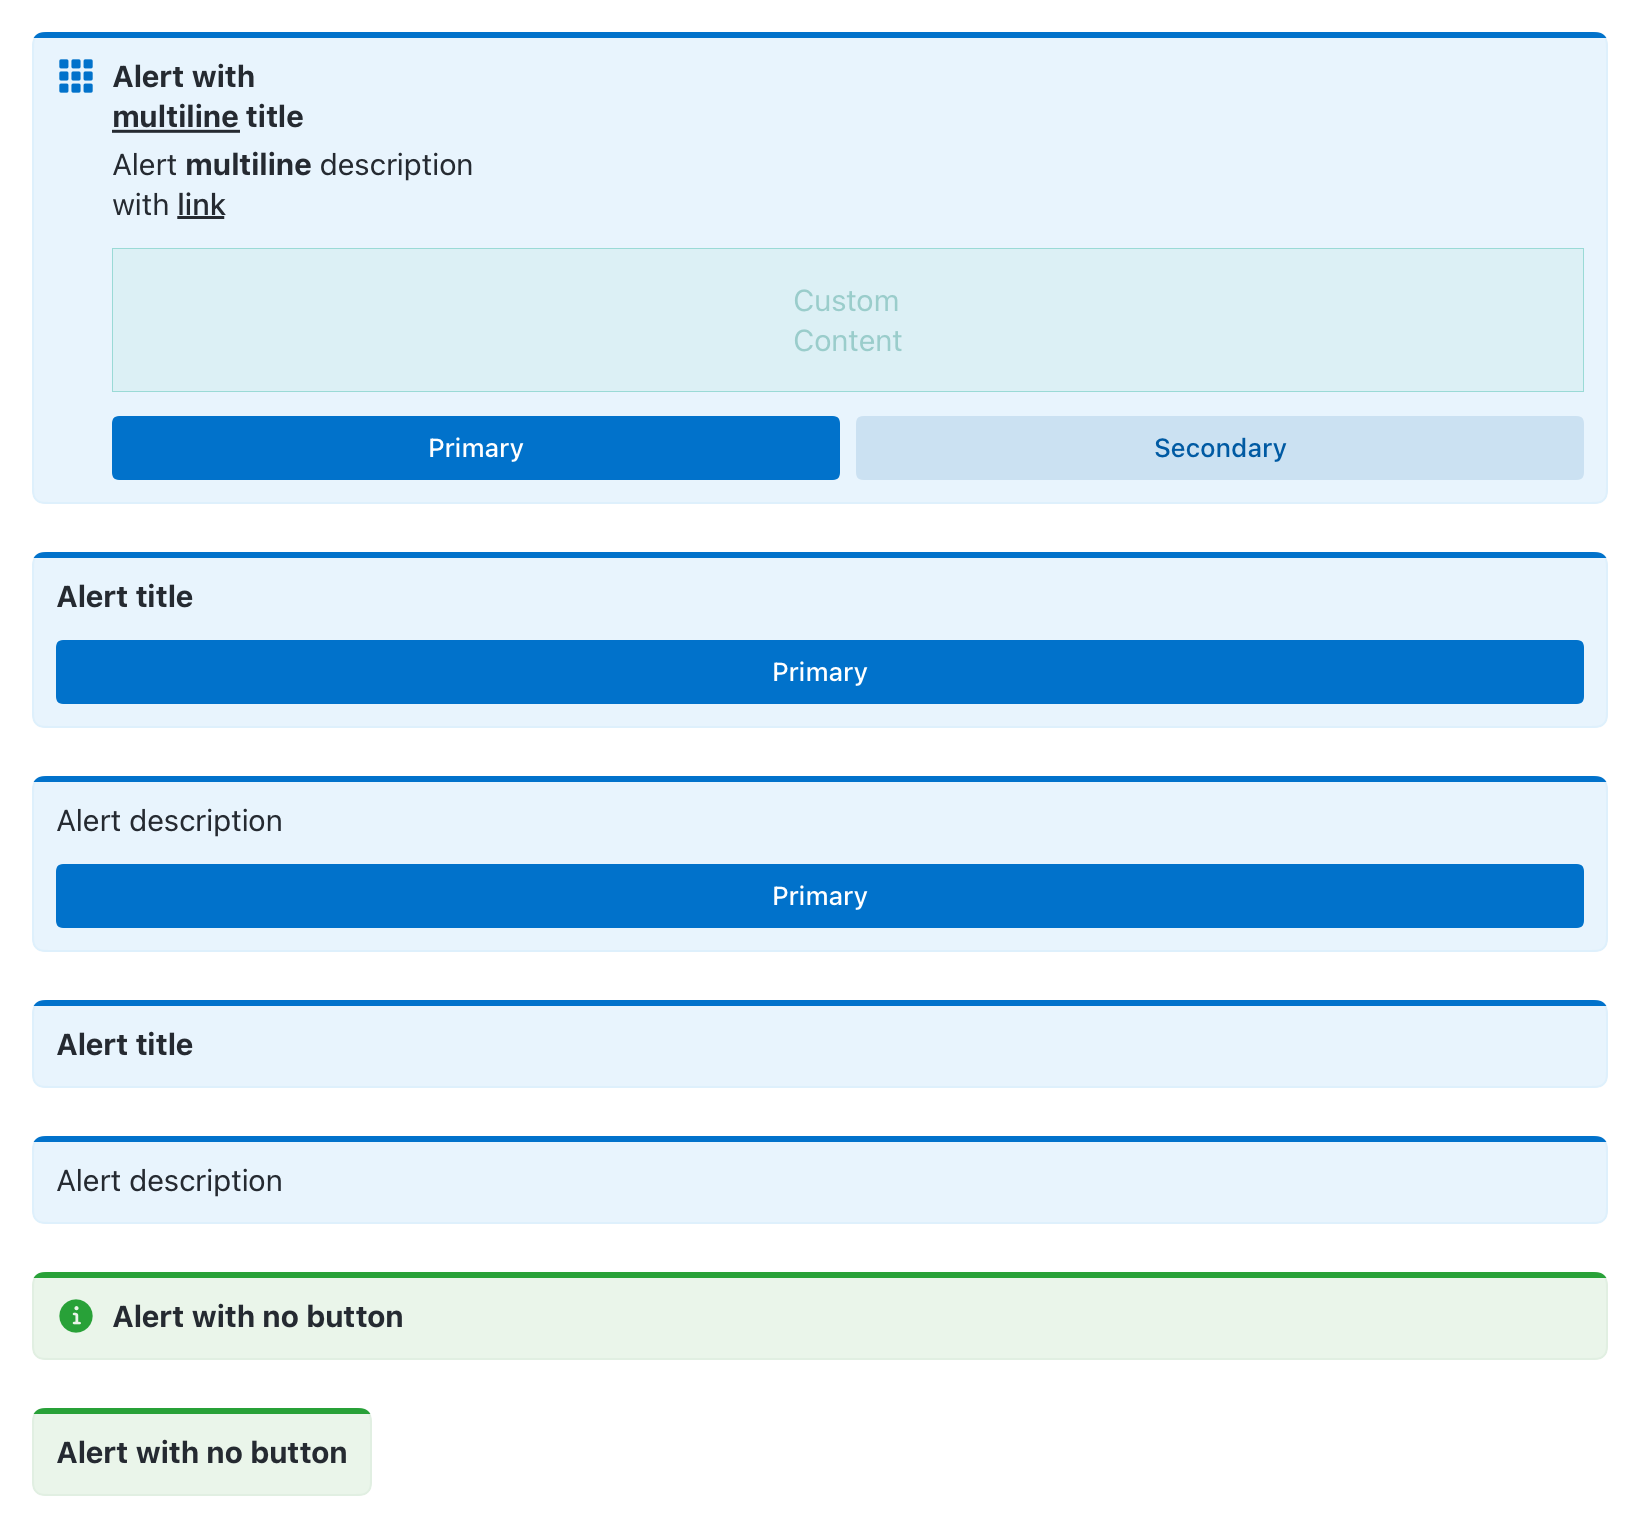 Alert with
multiline title
Alert multiline description
with link
Custom
Content
Primary
Secondary
Alert title
Primary
Alert description
Primary
Alert title
Alert description
Alert with no button
Alert with no button